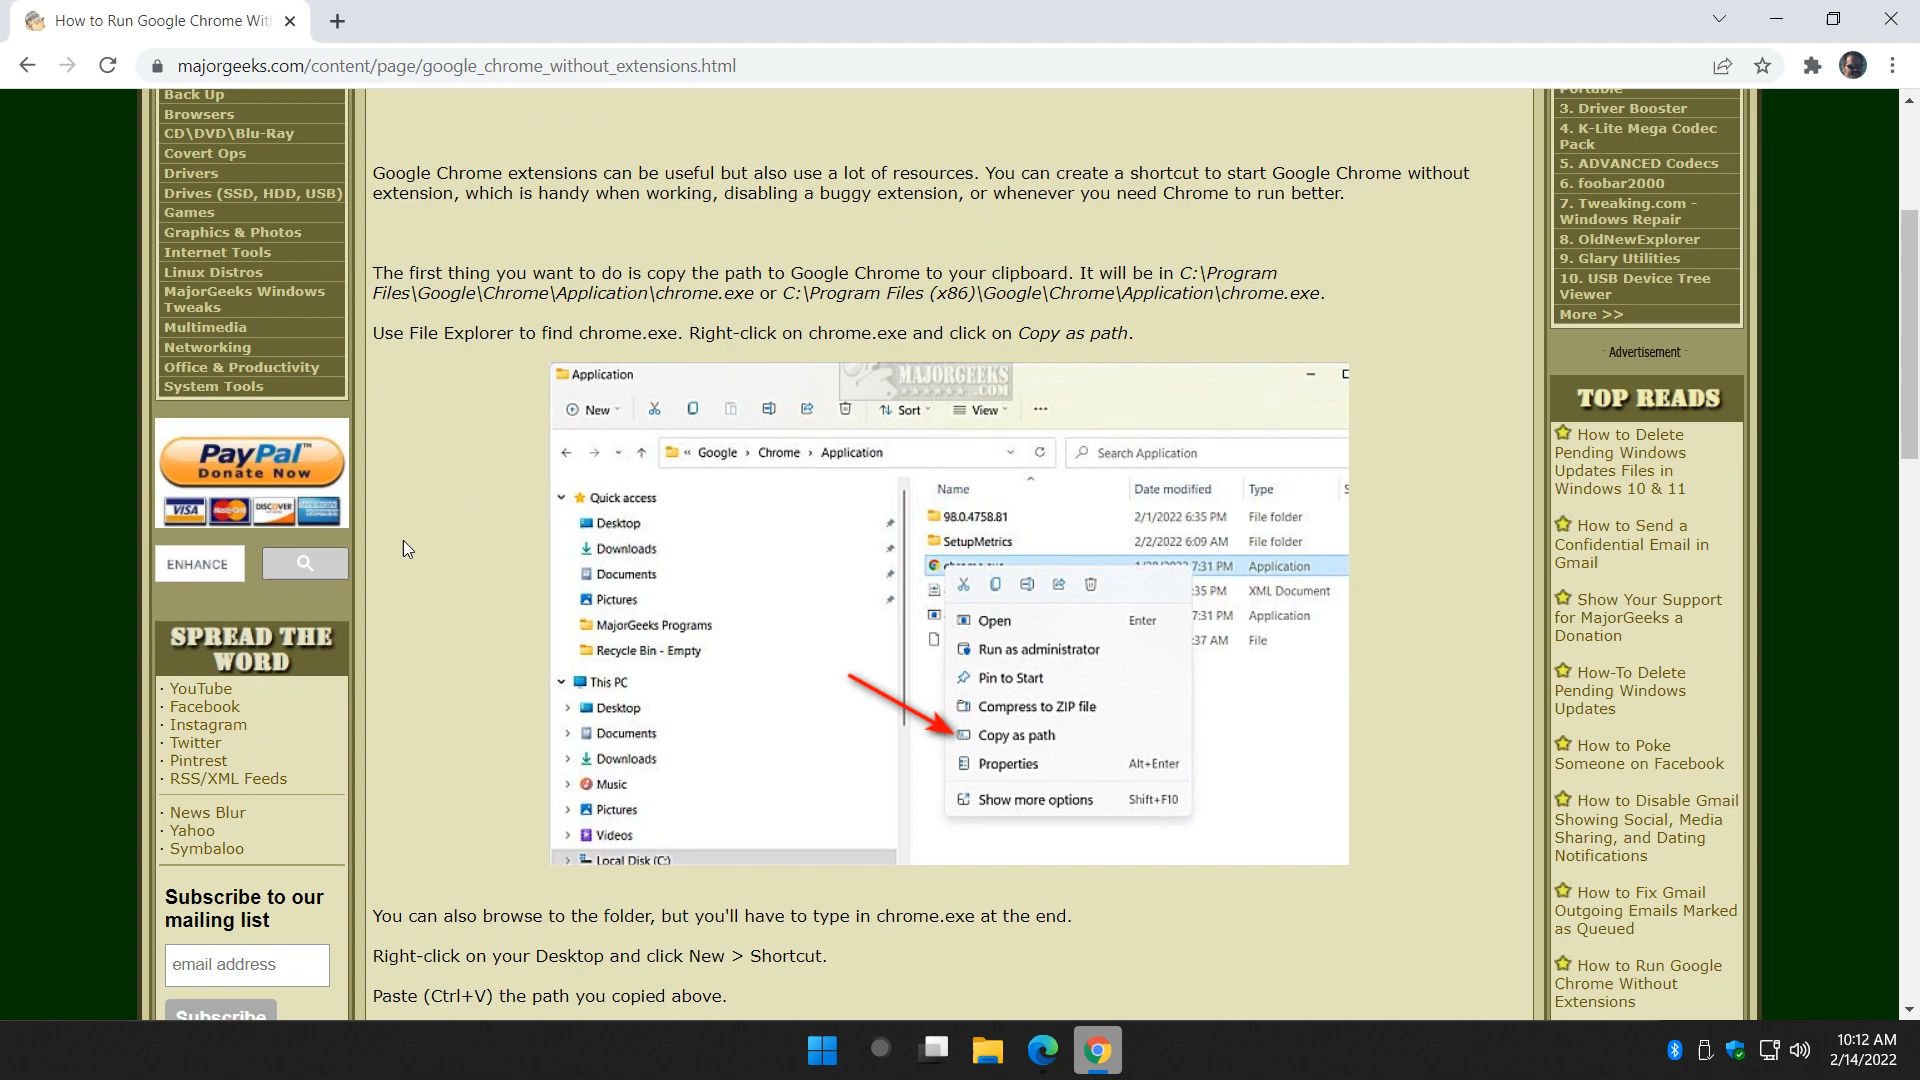 How to Run Google Chrome With
majorgeeks.com/content/page/google_chrome_without_extensions.html
Back Up
Browsers
CD\DVD\Blu-Ray
Covert Ops
Drivers
Drives (SSD, HDD, USB)
Games
Graphics & Photos
Internet Tools
Linux Distros
MajorGeeks Windows
Tweaks
Multimedia
Networking
Office & Productivity
System Tools
PayPal™
Donate Now
VISA MasterCard DISCOVER AMERICAN EXPRESS
ENHANCE
SPREAD THE
WORD
· YouTube
· Facebook
· Instagram
· Twitter
· Pintrest
· RSS/XML Feeds
· News Blur
· Yahoo
· Symbaloo
Subscribe to our
mailing list
email address
Subscribe
Google Chrome extensions can be useful but also use a lot of resources. You can create a shortcut to start Google Chrome without
extension, which is handy when working, disabling a buggy extension, or whenever you need Chrome to run better.
The first thing you want to do is copy the path to Google Chrome to your clipboard. It will be in C:\Program
Files\Google\Chrome\Application\chrome.exe or C:\Program Files (x86)\Google\Chrome\Application\chrome.exe.
Use File Explorer to find chrome.exe. Right-click on chrome.exe and click on Copy as path.
Application
MAJORGEEKS
.COM
New
Sort
View
Google › Chrome › Application
Search Application
Quick access
Desktop
Downloads
Documents
Pictures
MajorGeeks Programs
Recycle Bin - Empty
This PC
Desktop
Documents
Downloads
Music
Pictures
Videos
Local Disk (C:)
Name Date modified Type
98.0.4758.81 2/1/2022 6:35 PM File folder
SetupMetrics 2/2/2022 6:09 AM File folder
chrome.exe 7:31 PM Application
:35 PM XML Document
7:31 PM Application
:37 AM File
Open Enter
Run as administrator
Pin to Start
Compress to ZIP file
Copy as path
Properties Alt+Enter
Show more options Shift+F10
You can also browse to the folder, but you'll have to type in chrome.exe at the end.
Right-click on your Desktop and click New > Shortcut.
Paste (Ctrl+V) the path you copied above.
Portable
3. Driver Booster
4. K-Lite Mega Codec
Pack
5. ADVANCED Codecs
6. foobar2000
7. Tweaking.com -
Windows Repair
8. OldNewExplorer
9. Glary Utilities
10. USB Device Tree
Viewer
More >>
- Advertisement -
TOP READS
How to Delete
Pending Windows
Updates Files in
Windows 10 & 11
How to Send a
Confidential Email in
Gmail
Show Your Support
for MajorGeeks a
Donation
How-To Delete
Pending Windows
Updates
How to Poke
Someone on Facebook
How to Disable Gmail
Showing Social, Media
Sharing, and Dating
Notifications
How to Fix Gmail
Outgoing Emails Marked
as Queued
How to Run Google
Chrome Without
Extensions
10:12 AM
2/14/2022